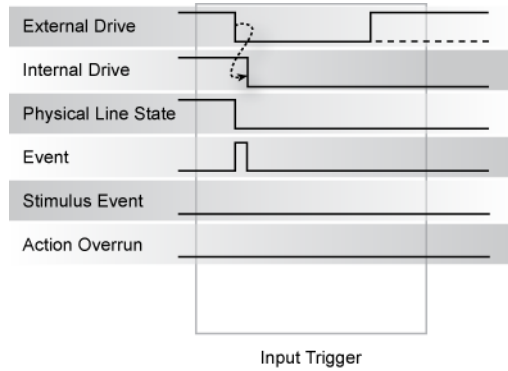 External Drive
Internal Drive
Physical Line State
Event
Stimulus Event
Action Overrun
Input Trigger